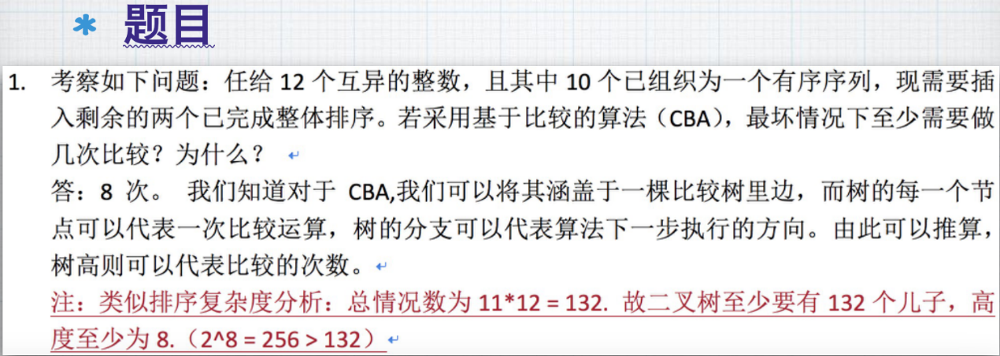 * 题目
1. 考察如下问题：任给 12 个互异的整数，且其中 10 个已组织为一个有序序列，现需要插
入剩余的两个已完成整体排序。若采用基于比较的算法（CBA），最坏情况下至少需要做
几次比较？为什么？ ↵
答：8 次。 我们知道对于 CBA,我们可以将其涵盖于一棵比较树里边，而树的每一个节
点可以代表一次比较运算，树的分支可以代表算法下一步执行的方向。由此可以推算，
树高则可以代表比较的次数。↵
注：类似排序复杂度分析：总情况数为 11*12 = 132. 故二叉树至少要有 132 个儿子，高
度至少为 8.（2^8 = 256 > 132）↵